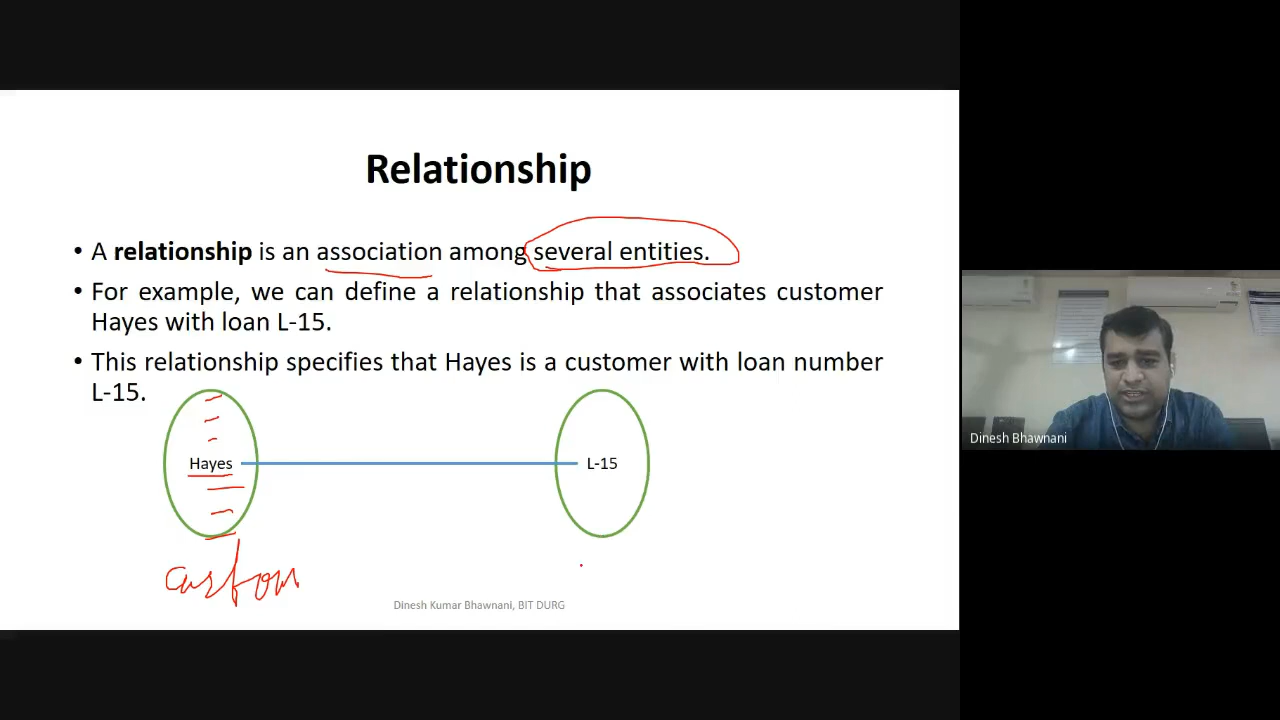 Relationship
• A relationship is an association among several entities.
• For example, we can define a relationship that associates customer
Hayes with loan L-15.
• This relationship specifies that Hayes is a customer with loan number
L-15.
Hayes
L-15
Dinesh Kumar Bhawnani, BIT DURG
Dinesh Bhawnani